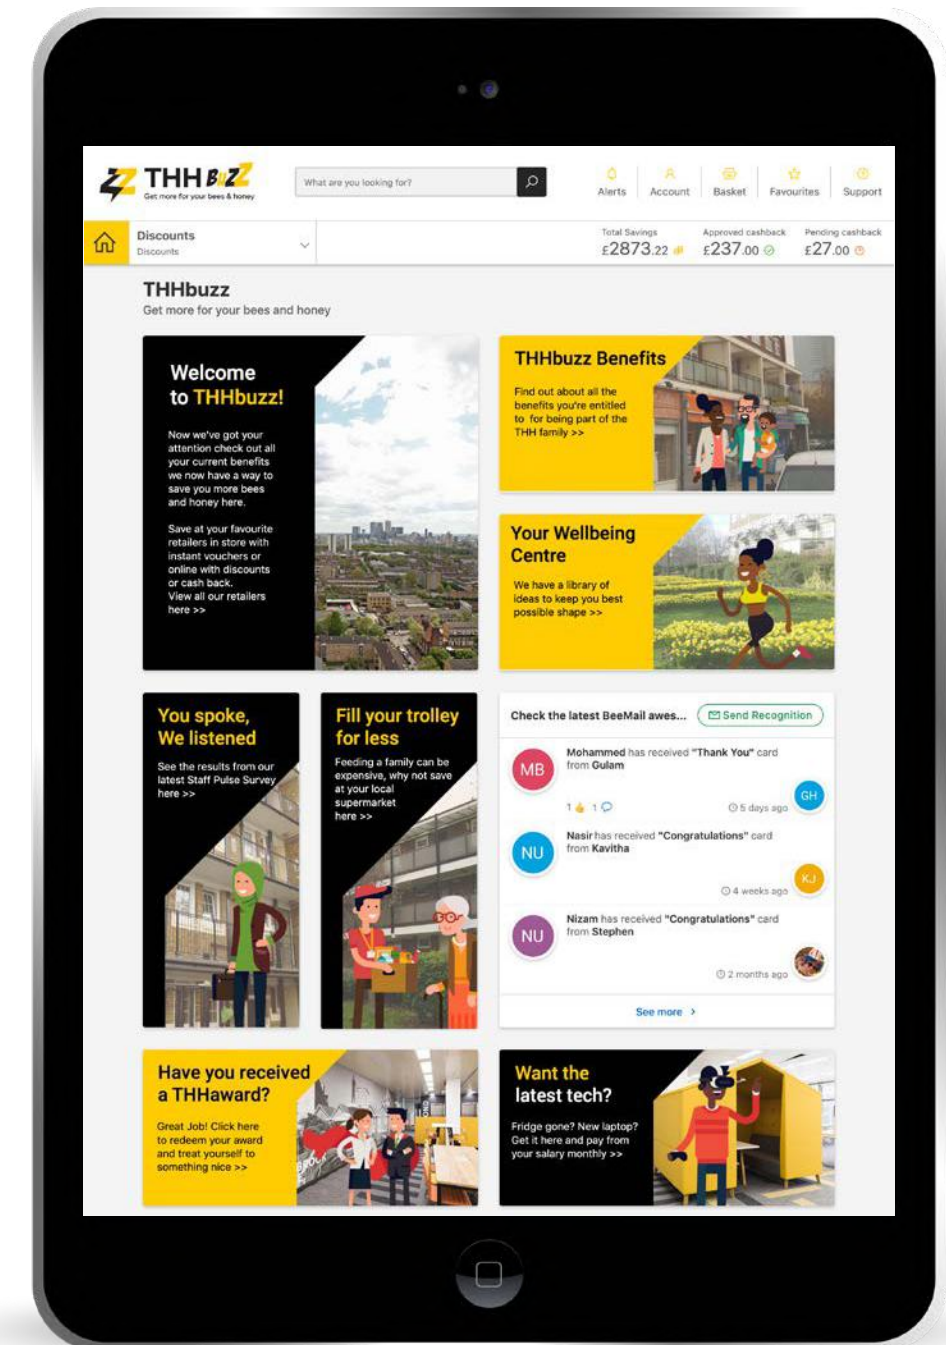 THH BUZZ
Get more for your bees & honey
What are you looking for?
Alerts
Account
Basket
Favourites
Support
Discounts
Discounts
Total Savings
£2873.22
Approved cashback
£237.00
Pending cashback
£27.00
THHbuzz
Get more for your bees and honey
Welcome
to THHbuzz!
Now we've got your
attention check out all
your current benefits
we now have a way to
save you more bees
and honey here.
Save at your favourite
retailers in store with
instant vouchers or
online with discounts
or cash back.
View all our retailers
here >>
THHbuzz Benefits
Find out about all the
benefits you're entitled
to for being part of the
THH family >>
Your Wellbeing
Centre
We have a library of
ideas to keep you best
possible shape >>
You spoke,
We listened
See the results from our
latest Staff Pulse Survey
here >>
Fill your trolley
for less
Feeding a family can be
expensive, why not save
at your local
supermarket
here >>
Check the latest BeeMail awes...
Send Recognition
MB
Mohammed has received "Thank You" card
from Gulam
1 1
5 days ago
GH
NU
Nasir has received "Congratulations" card
from Kavitha
4 weeks ago
KJ
NU
Nizam has received "Congratulations" card
from Stephen
2 months ago
See more >
Have you received
a THHaward?
Great Job! Click here
to redeem your award
and treat yourself to
something nice >>
Want the
latest tech?
Fridge gone? New laptop?
Get it here and pay from
your salary monthly >>